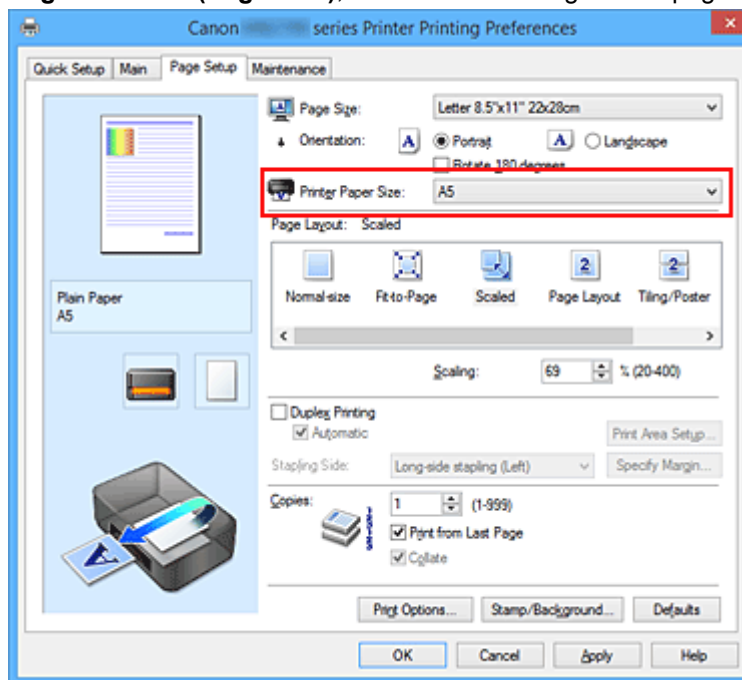 Canon series Printer Printing Preferences
Quick Setup Main Page Setup Maintenance
Page Size: Letter 8.5"x11" 22x28cm
Orientation: A Portrait A Landscape
Rotate 180 degrees
Printer Paper Size: A5
Page Layout: Scaled
Normal-size Fit-to-Page Scaled Page Layout Tiling/Poster
Plain Paper
A5
Scaling: 69 % (20-400)
Duplex Printing
Automatic
Print Area Setup...
Stapling Side: Long-side stapling (Left) Specify Margin...
Copies: 1 (1-999)
Print from Last Page
Collate
Print Options... Stamp/Background... Defaults
OK Cancel Apply Help